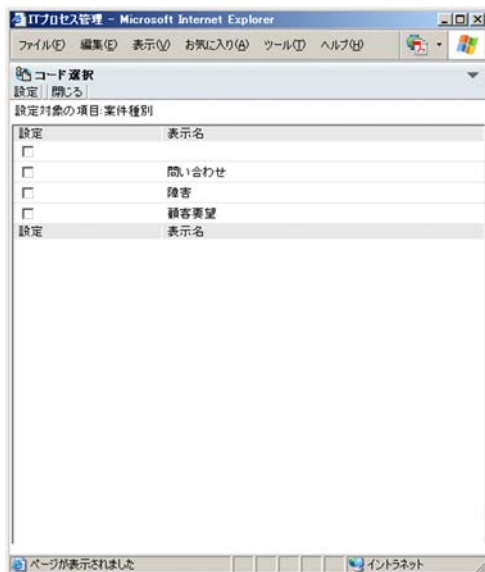 ITプロセス管理 - Microsoft Internet Explorer
ファイル(F) 編集(E) 表示(V) お気に入り(A) ツール(T) ヘルプ(H)
コード選択
設定 閉じる
設定対象の項目:案件種別
設定 表示名
問い合わせ
障害
顧客要望
設定 表示名
ページが表示されました イントラネット